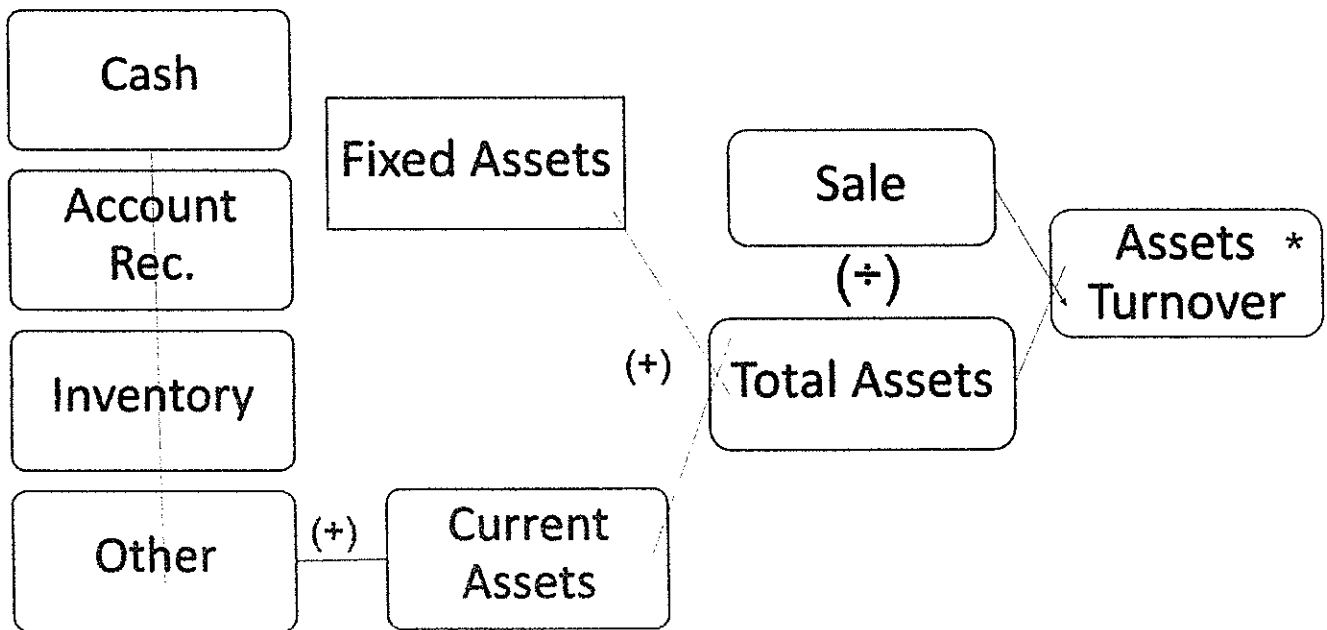 Cash
Account
Rec.
Inventory
Other
(+)
Current
Assets
Fixed Assets
(+)
Sale
(÷)
Total Assets
Assets *
Turnover